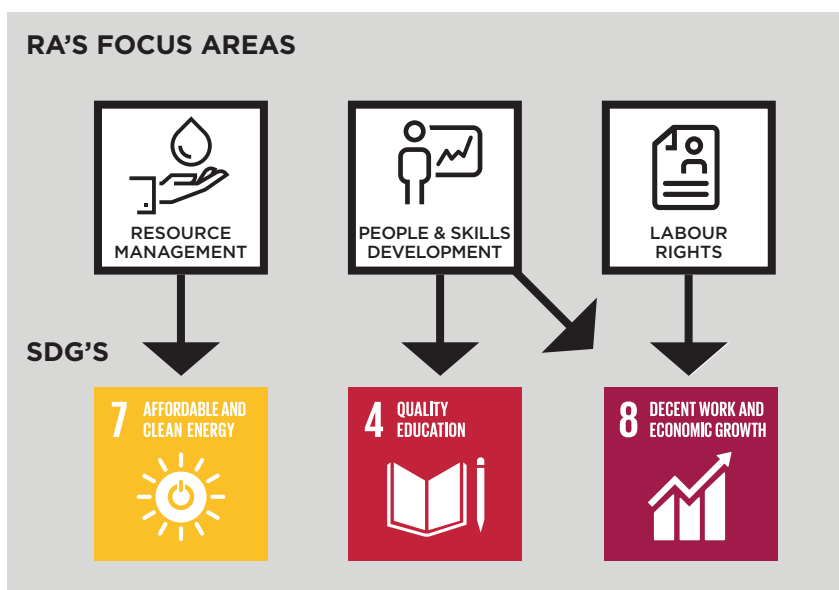 RA'S FOCUS AREAS
RESOURCE
MANAGEMENT
PEOPLE & SKILLS
DEVELOPMENT
LABOUR
RIGHTS
SDG'S
7 AFFORDABLE AND
CLEAN ENERGY
4 QUALITY
EDUCATION
8 DECENT WORK AND
ECONOMIC GROWTH